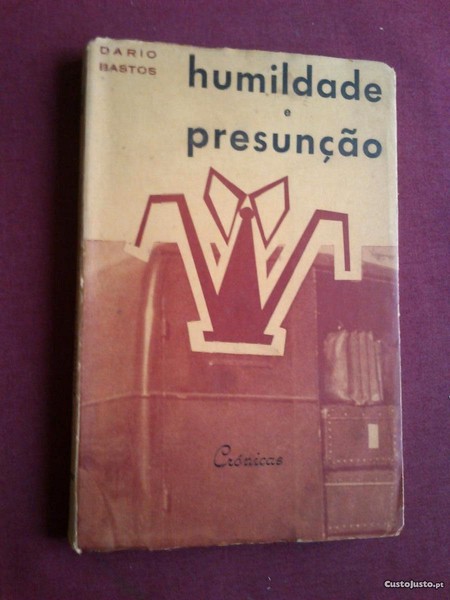 DARIO
BASTOS
humildade
e
presunção
Crónicas
CustoJusto.pt